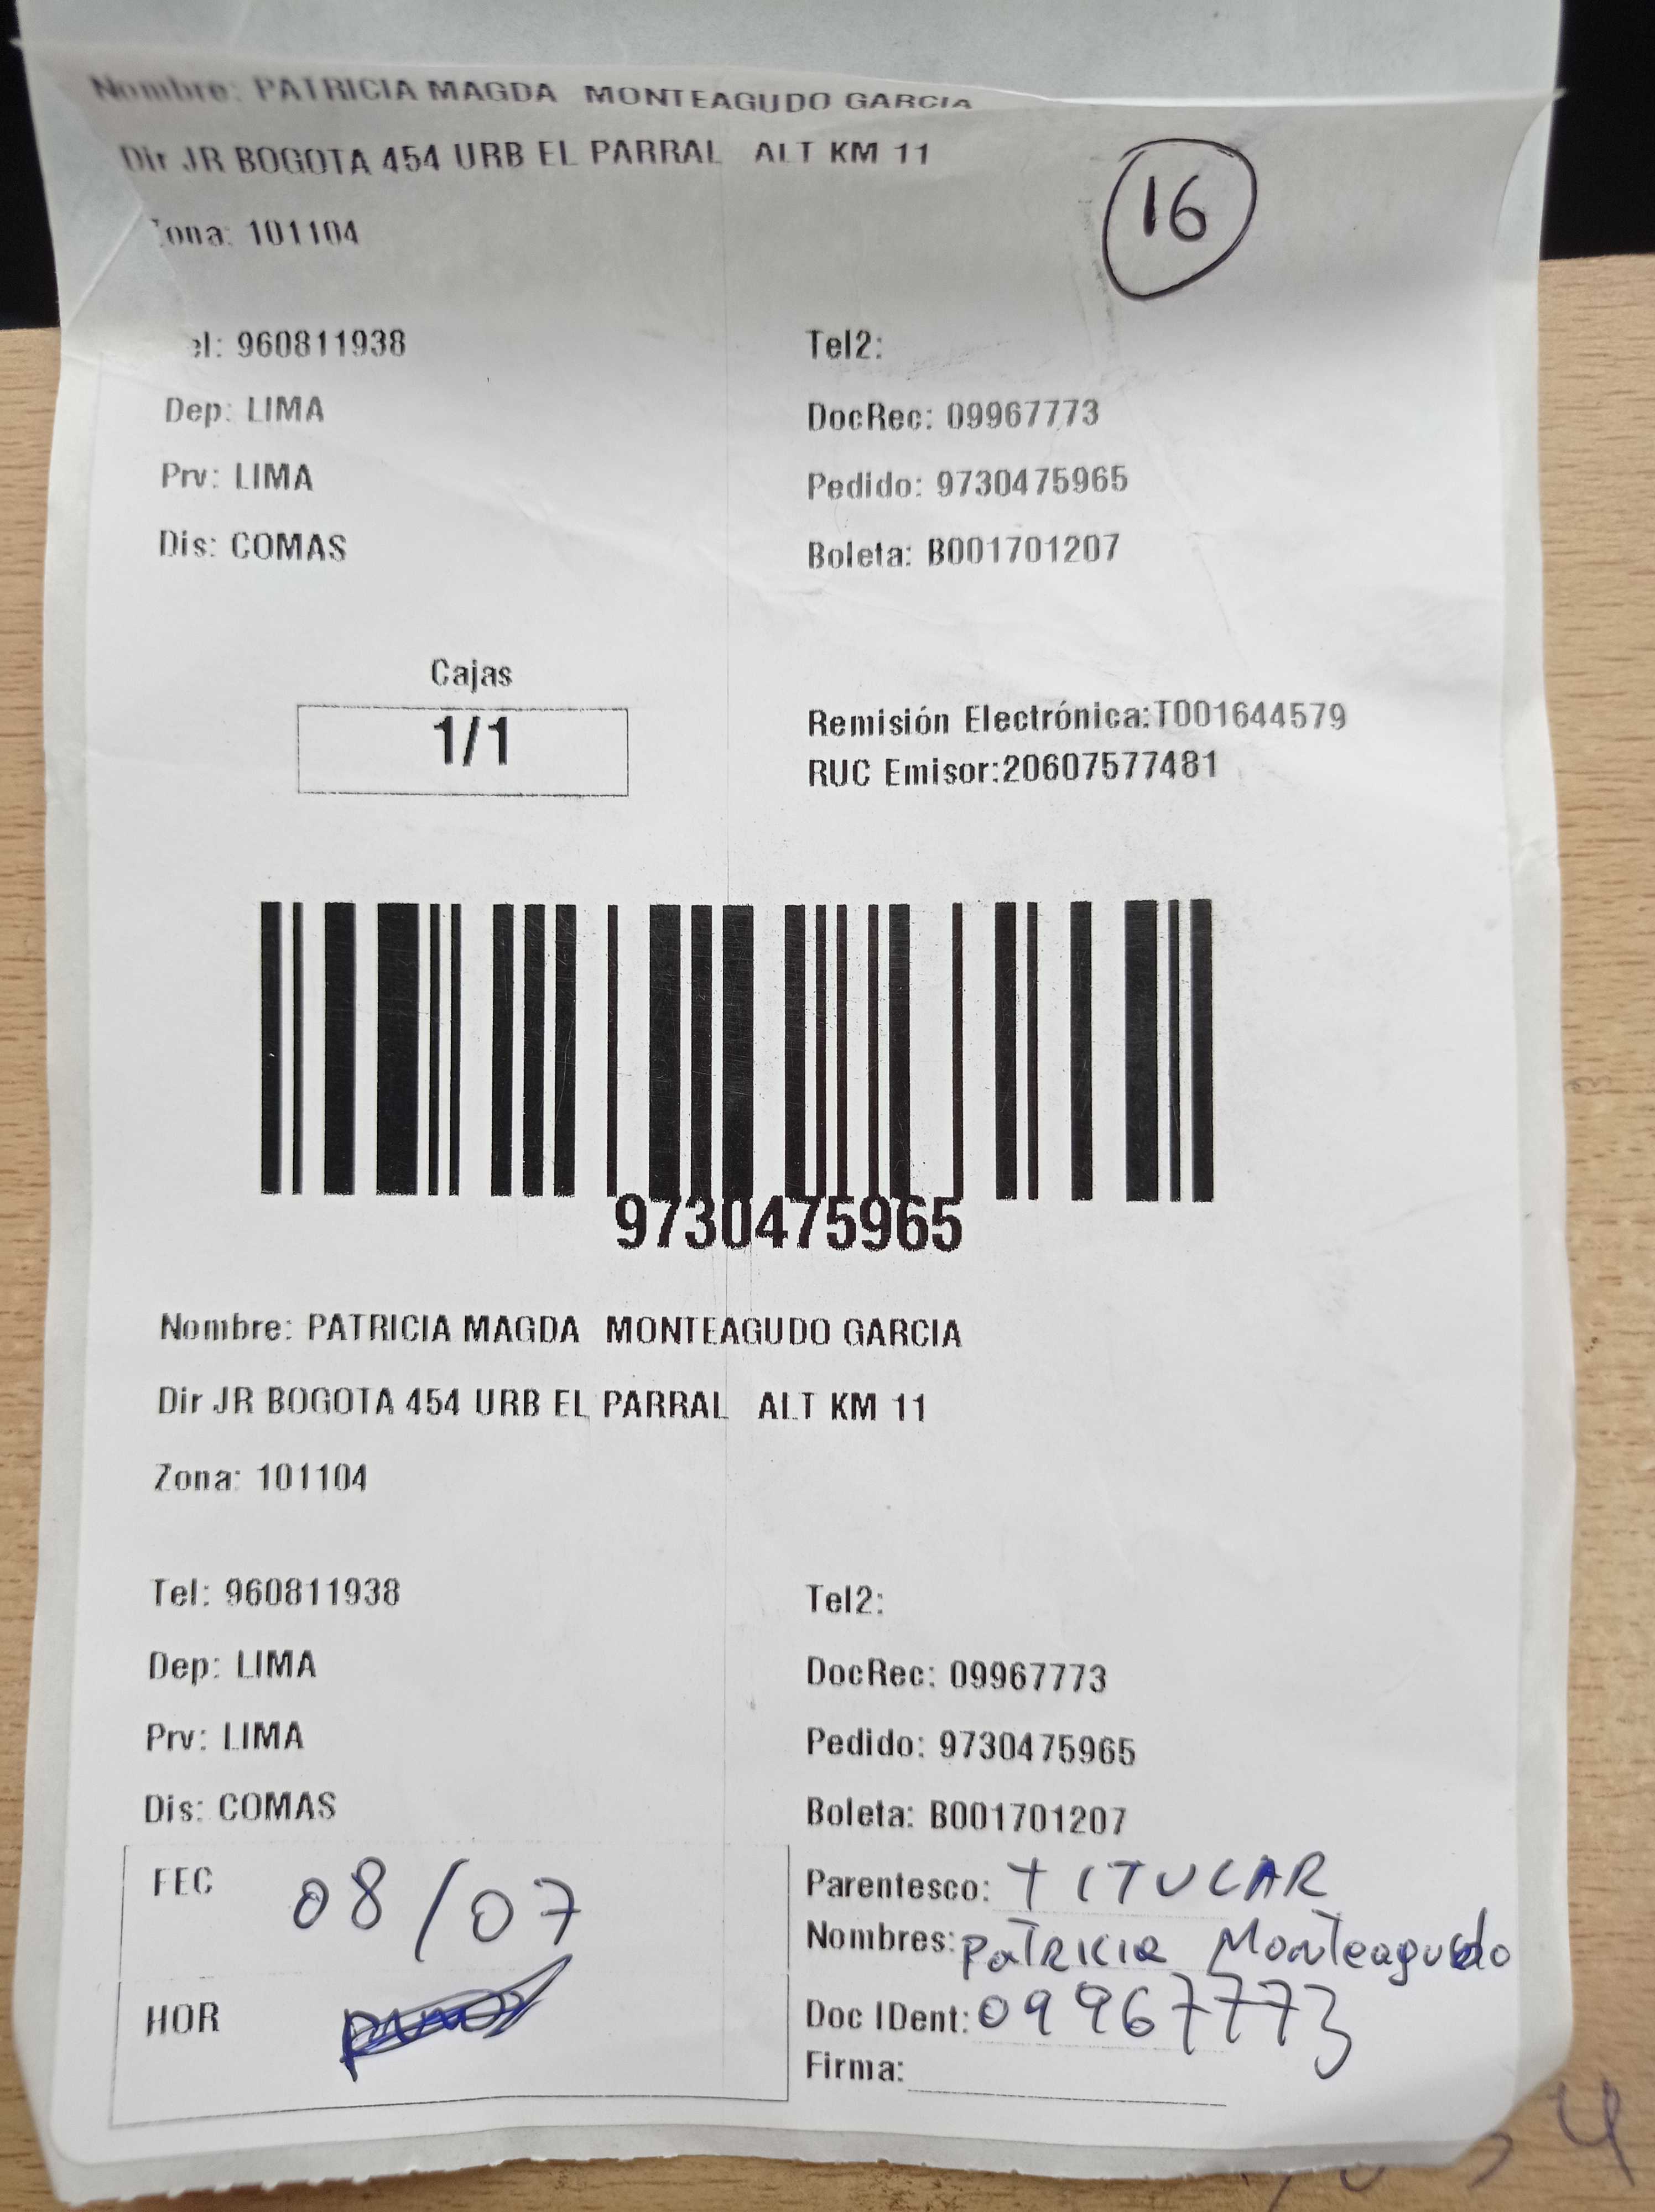 Nombre: PATRICIA MAGDA MONTEAGUDO GARCIA
Dir JR BOGOTA 454 URB EL PARRAL ALT KM 11
16
ona: 101104
el: 960811938 Tel2:
Dep: LIMA DocRec: 09967773
Prv: LIMA Pedido: 9730475965
Dis: COMAS Boleta: B001701207
Cajas
1/1
Remisión Electrónica:T001644579
RUC Emisor:20607577481
9730475965
Nombre: PATRICIA MAGDA MONTEAGUDO GARCIA
Dir JR BOGOTA 454 URB EL PARRAL ALT KM 11
Zona: 101104
Tel: 960811938 Tel2:
Dep: LIMA DocRec: 09967773
Prv: LIMA Pedido: 9730475965
Dis: COMAS Boleta: B001701207
FEC 08/07 Parentesco: TITULAR
Nombres: Patricia Monteagudo
HOR Doc IDent: 09967773
Firma: